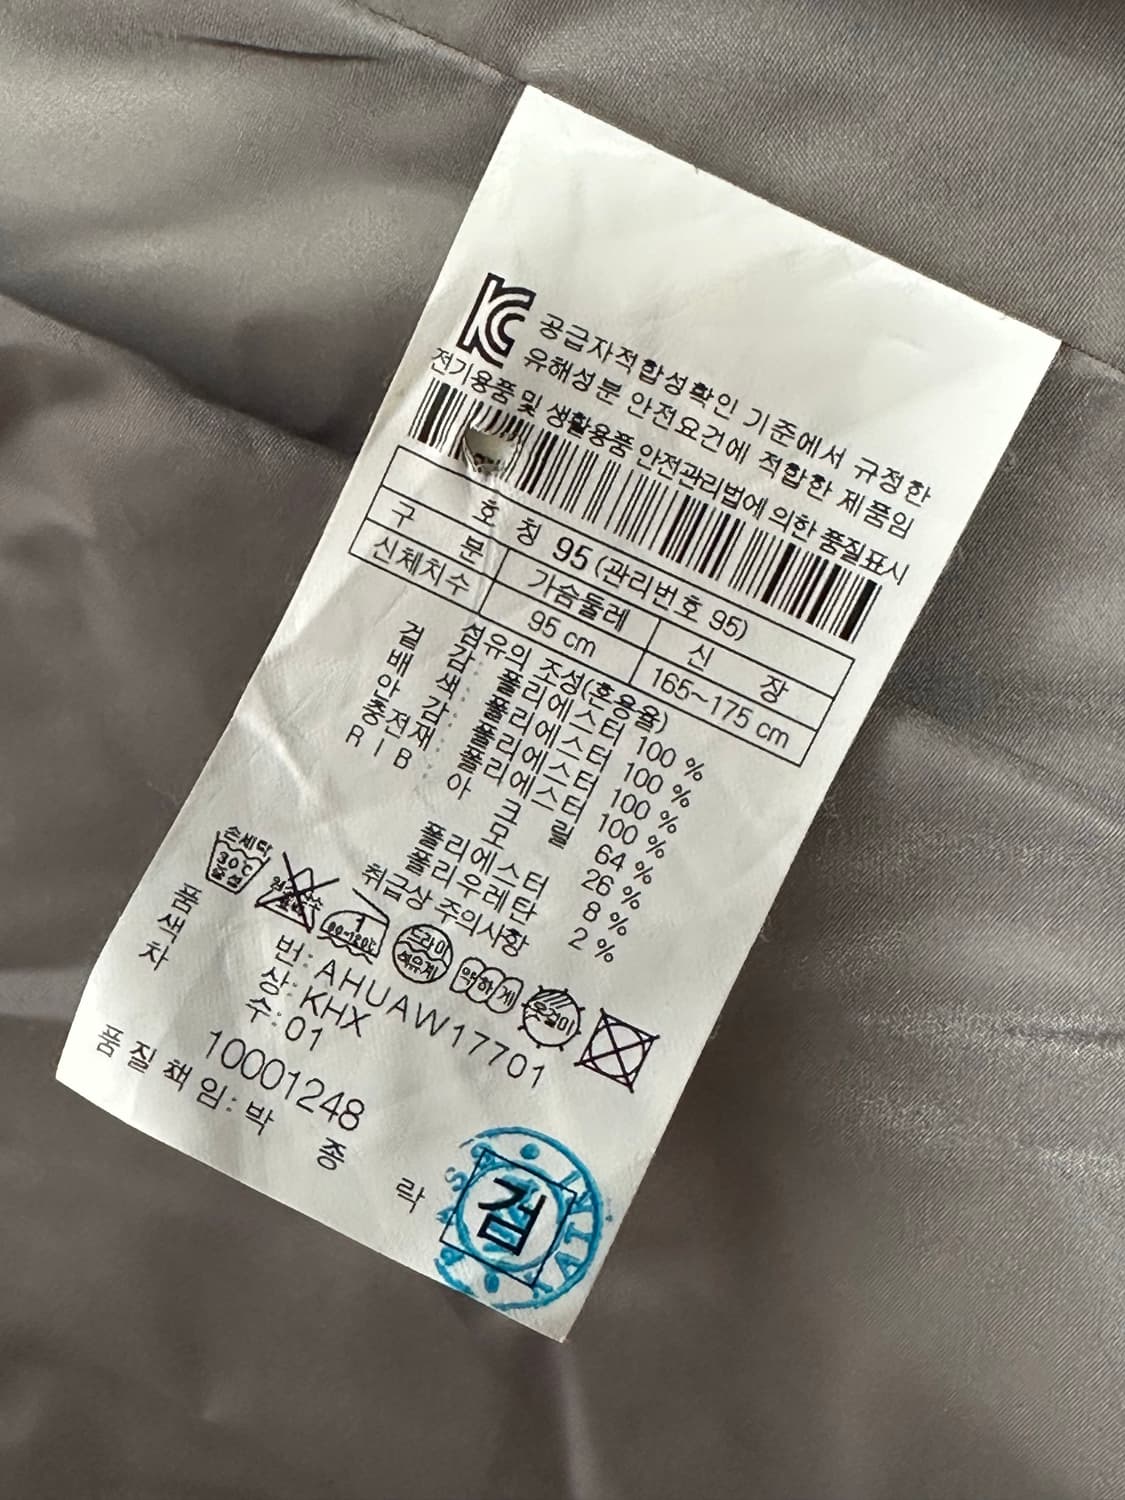 KC 공급자적합성확인 기준에서 규정한
유해성분 안전요건에 적합한 제품임
전기용품 및 생활용품 안전관리법에 의한 품질표시
호 칭 95 (관리번호 95)
구 분 가슴둘레 신 장
신체치수 95 cm 165~175 cm
섬유의 조성(혼용율)
겉 감 폴리에스터 100 %
배 색 폴리에스터 100 %
안 감 폴리에스터 100 %
충전재 폴리에스터 100 %
R I B 아 크 릴 64 %
모 26 %
폴리에스터 8 %
폴리우레탄 2 %
취급상 주의사항
손세탁 30℃ 중성
드라이 석유계
약하게
옷걸이
품 번: AHUAW17701
색 상: KHX
차 수: 01
10001248
품 질 책 임: 박 종 락
검